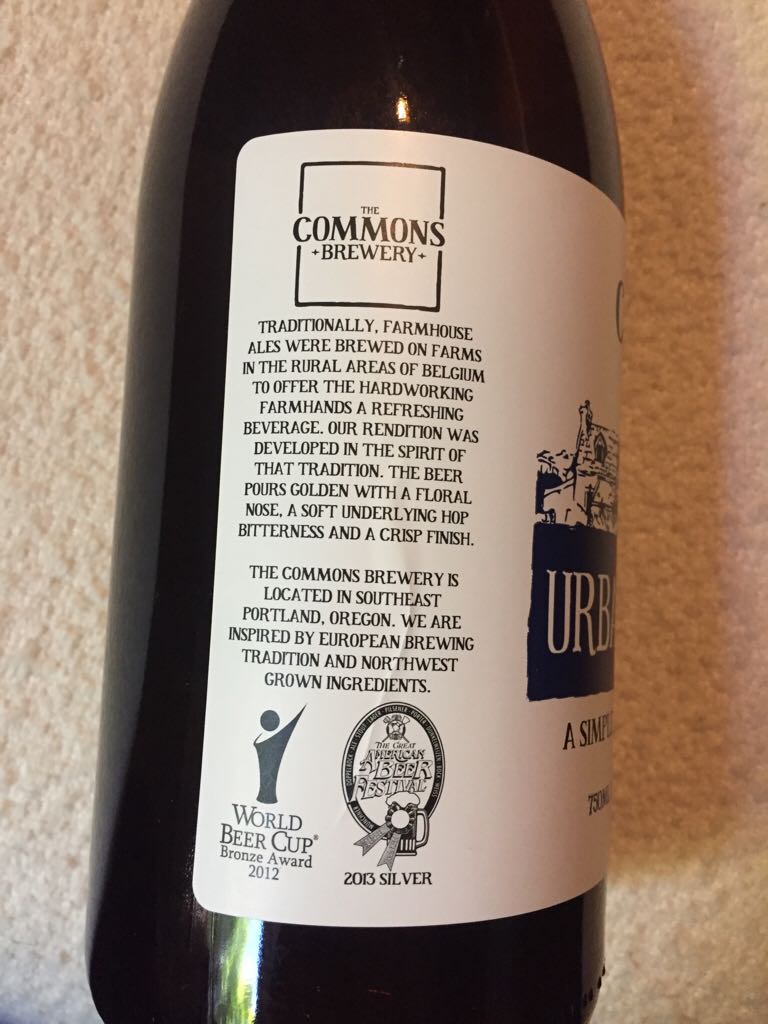 THE
COMMONS
BREWERY
TRADITIONALLY, FARMHOUSE
ALES WERE BREWED ON FARMS
IN THE RURAL AREAS OF BELGIUM
TO OFFER THE HARDWORKING
FARMHANDS A REFRESHING
BEVERAGE. OUR RENDITION WAS
DEVELOPED IN THE SPIRIT OF
THAT TRADITION. THE BEER
POURS GOLDEN WITH A FLORAL
NOSE, A SOFT UNDERLYING HOP
BITTERNESS AND A CRISP FINISH.
THE COMMONS BREWERY IS
LOCATED IN SOUTHEAST
PORTLAND, OREGON. WE ARE
INSPIRED BY EUROPEAN BREWING
TRADITION AND NORTHWEST
GROWN INGREDIENTS.
WORLD
BEER CUP®
Bronze Award
2012
THE GREAT
AMERICAN
BEER
FESTIVAL
2013 SILVER
URBA
A SIMPL
750ML